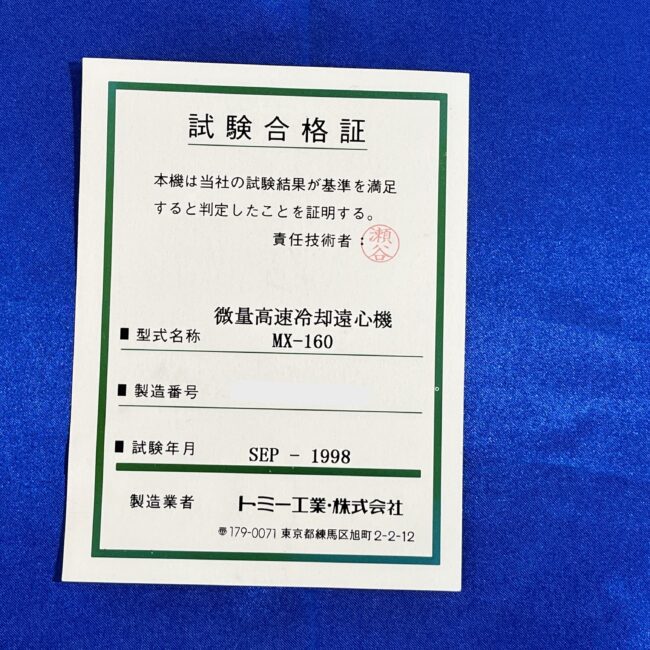 試験合格証
本機は当社の試験結果が基準を満足
すると判定したことを証明する。
責任技術者：瀬谷
微量高速冷却遠心機
■ 型式名称 MX-160
■ 製造番号
■ 試験年月 SEP - 1998
製造業者 トミー工業・株式会社
〠179-0071 東京都練馬区旭町2-2-12